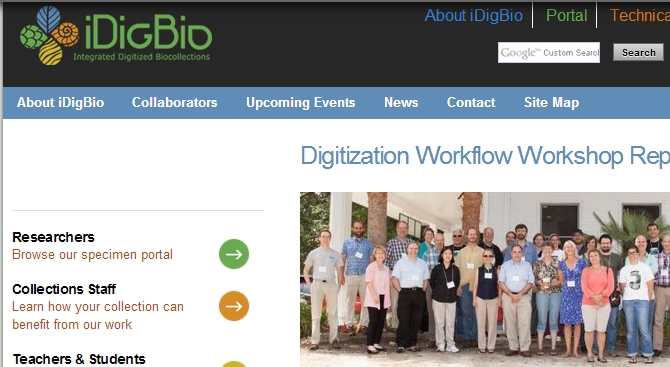 iDigBio
Integrated Digitized Biocollections
About iDigBio Portal Technica
Google™ Custom Search
Search
About iDigBio Collaborators Upcoming Events News Contact Site Map
Digitization Workflow Workshop Rep
Researchers
Browse our specimen portal
Collections Staff
Learn how your collection can
benefit from our work
Teachers & Students